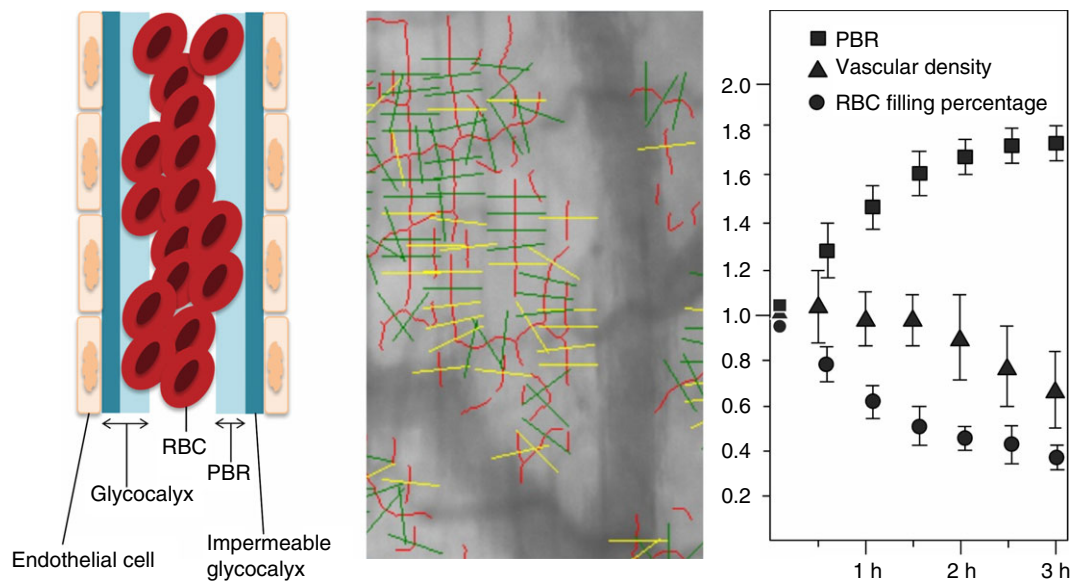 RBC
PBR
Glycocalyx
Endothelial cell
Impermeable
glycocalyx
PBR
Vascular density
RBC filling percentage
2.0
1.8
1.6
1.4
1.2
1.0
0.8
0.6
0.4
0.2
1 h
2 h
3 h